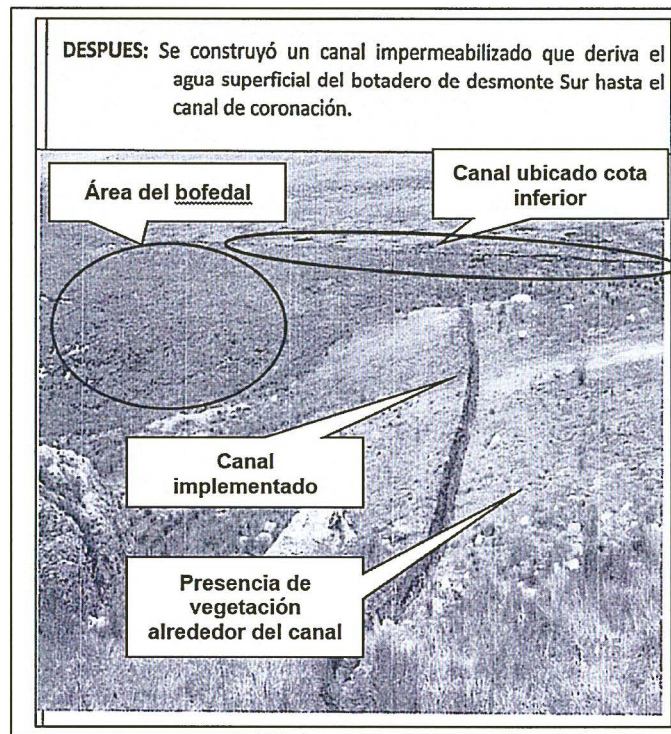 DESPUES: Se construyó un canal impermeabilizado que deriva el
agua superficial del botadero de desmonte Sur hasta el
canal de coronación.
Área del bofedal
Canal ubicado cota
inferior
Canal
implementado
Presencia de
vegetación
alrededor del canal